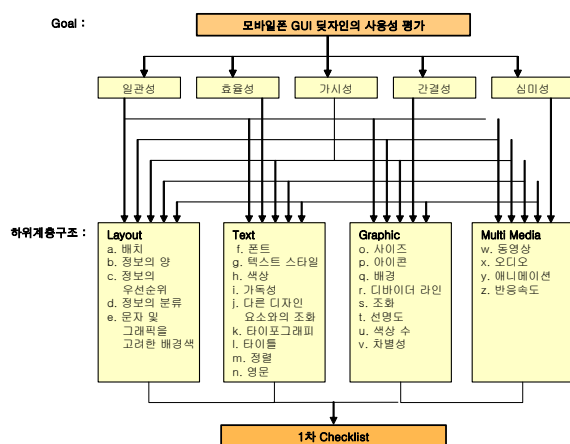 Goal :
모바일폰 GUI 딪자인의 사용성 평가
일관성
효율성
가시성
간결성
심미성
하위계층구조 :
Layout
a. 배치
b. 정보의 양
c. 정보의
우선순위
d. 정보의 분류
e. 문자 및
그래픽을
고려한 배경색
Text
f. 폰트
g. 텍스트 스타일
h. 색상
i. 가독성
j. 다른 디자인
요소와의 조화
k. 타이포그래피
l. 타이틀
m. 정렬
n. 영문
Graphic
o. 사이즈
p. 아이콘
q. 배경
r. 디바이더 라인
s. 조화
t. 선명도
u. 색상 수
v. 차별성
Multi Media
w. 동영상
x. 오디오
y. 애니메이션
z. 반응속도
1차 Checklist